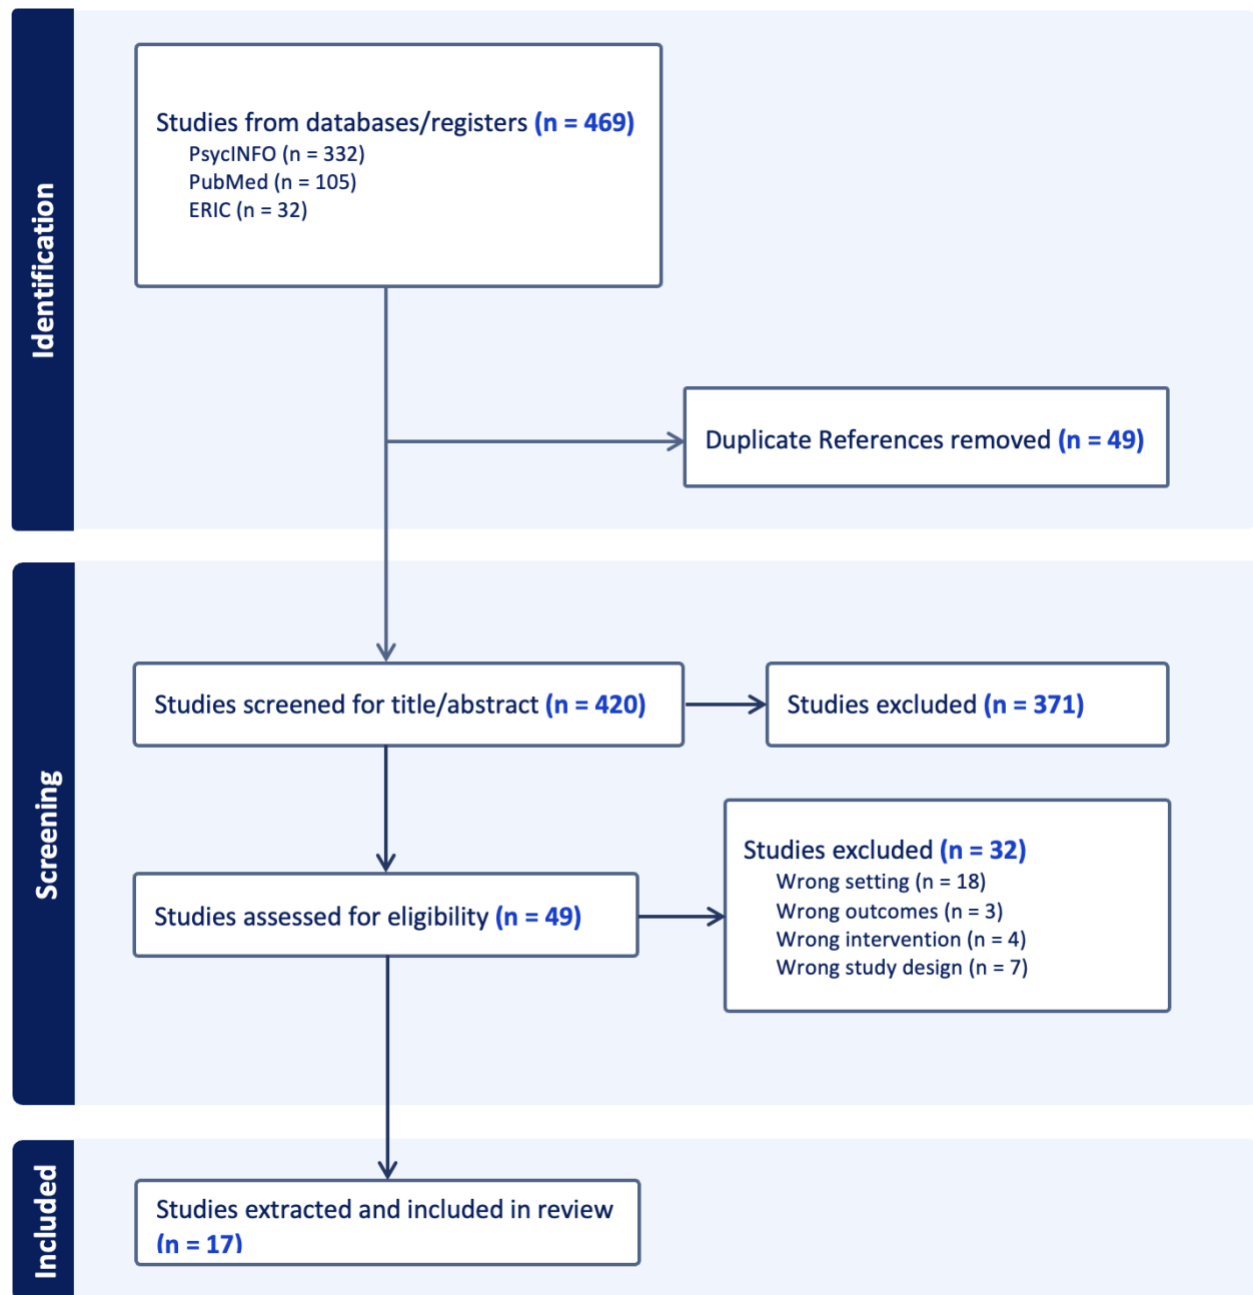 Identification
Studies from databases/registers (n = 469)
PsycINFO (n = 332)
PubMed (n = 105)
ERIC (n = 32)
Duplicate References removed (n = 49)
Screening
Studies screened for title/abstract (n = 420)
Studies excluded (n = 371)
Studies assessed for eligibility (n = 49)
Studies excluded (n = 32)
Wrong setting (n = 18)
Wrong outcomes (n = 3)
Wrong intervention (n = 4)
Wrong study design (n = 7)
Included
Studies extracted and included in review
(n = 17)